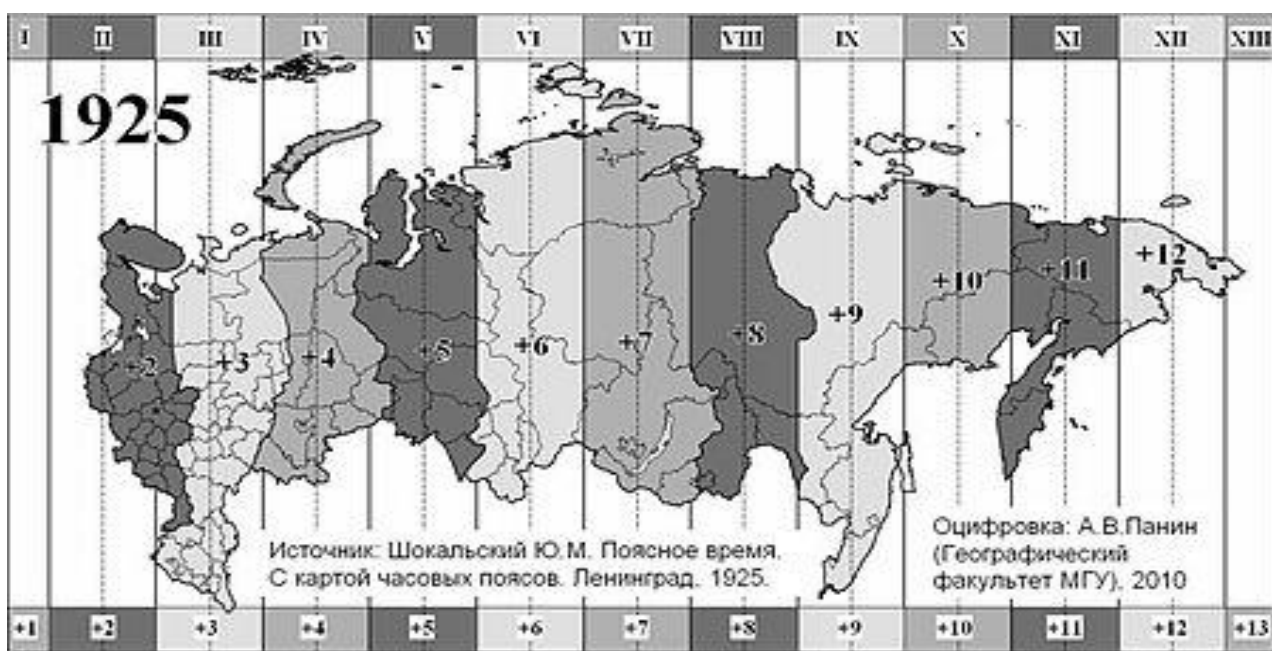 I II III IV V VI VII VIII IX X XI XII XIII
1925
+2 +3 +4 +5 +6 +7 +8 +9 +10 +11 +12
Источник: Шокальский Ю.М. Поясное время.
С картой часовых поясов. Ленинград. 1925.
Оцифровка: А.В.Панин
(Географический
факультет МГУ), 2010
+1 +2 +3 +4 +5 +6 +7 +8 +9 +10 +11 +12 +13